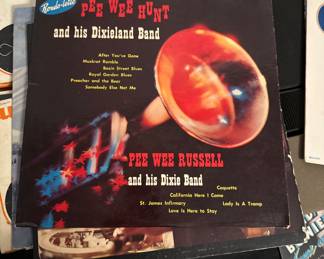 Rondo-lette
PEE WEE HUNT
and his Dixieland Band
After You've Gone
Muskrat Ramble
Basin Street Blues
Royal Garden Blues
Preacher and the Bear
Somebody Else Not Me
PEE WEE RUSSELL
and his Dixie Band
Coquette
California Here I Come
St. James Infirmary Lady Is A Tramp
Love Is Here to Stay